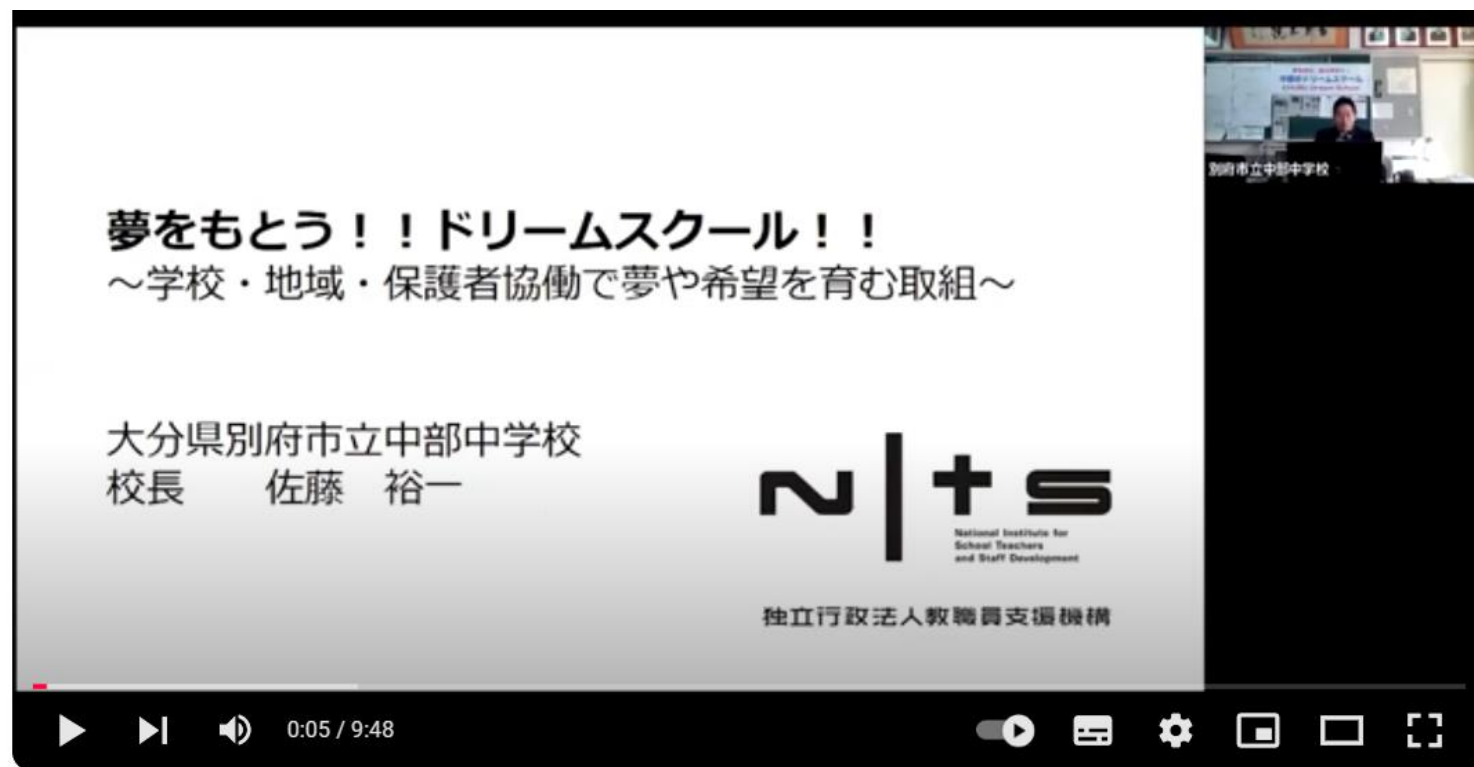 夢をもとう！！ドリームスクール！！
～学校・地域・保護者協働で夢や希望を育む取組～
大分県別府市立中部中学校
校長　　佐藤　裕一
NITS
National Institute for
School Teachers
and Staff Development
独立行政法人教職員支援機構
別府市立中部中学校
0:05 / 9:48